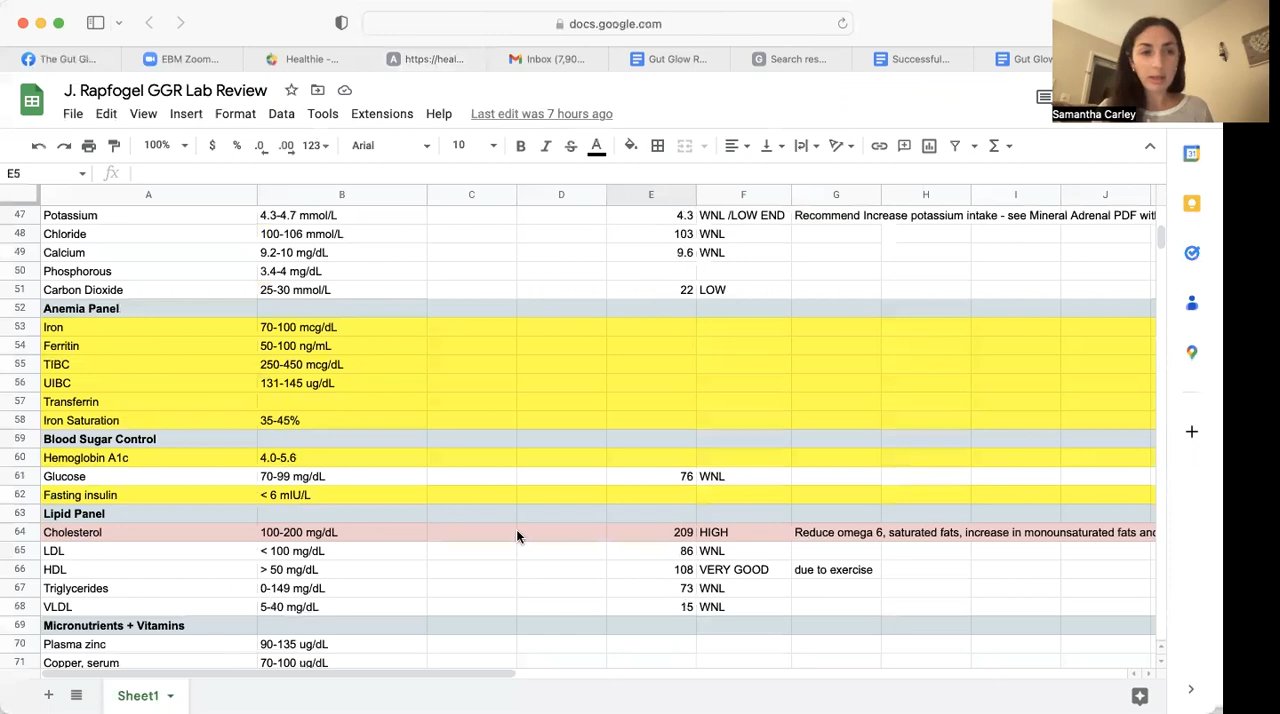 docs.google.com
The Gut Gl...
EBM Zoom...
Healthie -...
https://heal...
Inbox (7,90...
Gut Glow R...
Search res...
Successful...
Gut Glow
Samantha Carley
J. Rapfogel GGR Lab Review
File Edit View Insert Format Data Tools Extensions Help Last edit was 7 hours ago
100% $ % .0 .00 123 Arial 10 B I S A
E5 fx
A B C D E F G H I J
47 Potassium 4.3-4.7 mmol/L 4.3 WNL /LOW END Recommend Increase potassium intake - see Mineral Adrenal PDF wit
48 Chloride 100-106 mmol/L 103 WNL
49 Calcium 9.2-10 mg/dL 9.6 WNL
50 Phosphorous 3.4-4 mg/dL
51 Carbon Dioxide 25-30 mmol/L 22 LOW
52 Anemia Panel
53 Iron 70-100 mcg/dL
54 Ferritin 50-100 ng/mL
55 TIBC 250-450 mcg/dL
56 UIBC 131-145 ug/dL
57 Transferrin
58 Iron Saturation 35-45%
59 Blood Sugar Control
60 Hemoglobin A1c 4.0-5.6
61 Glucose 70-99 mg/dL 76 WNL
62 Fasting insulin < 6 mIU/L
63 Lipid Panel
64 Cholesterol 100-200 mg/dL 209 HIGH Reduce omega 6, saturated fats, increase in monounsaturated fats and
65 LDL < 100 mg/dL 86 WNL
66 HDL > 50 mg/dL 108 VERY GOOD due to exercise
67 Triglycerides 0-149 mg/dL 73 WNL
68 VLDL 5-40 mg/dL 15 WNL
69 Micronutrients + Vitamins
70 Plasma zinc 90-135 ug/dL
71 Copper, serum 70-100 ug/dL
Sheet1